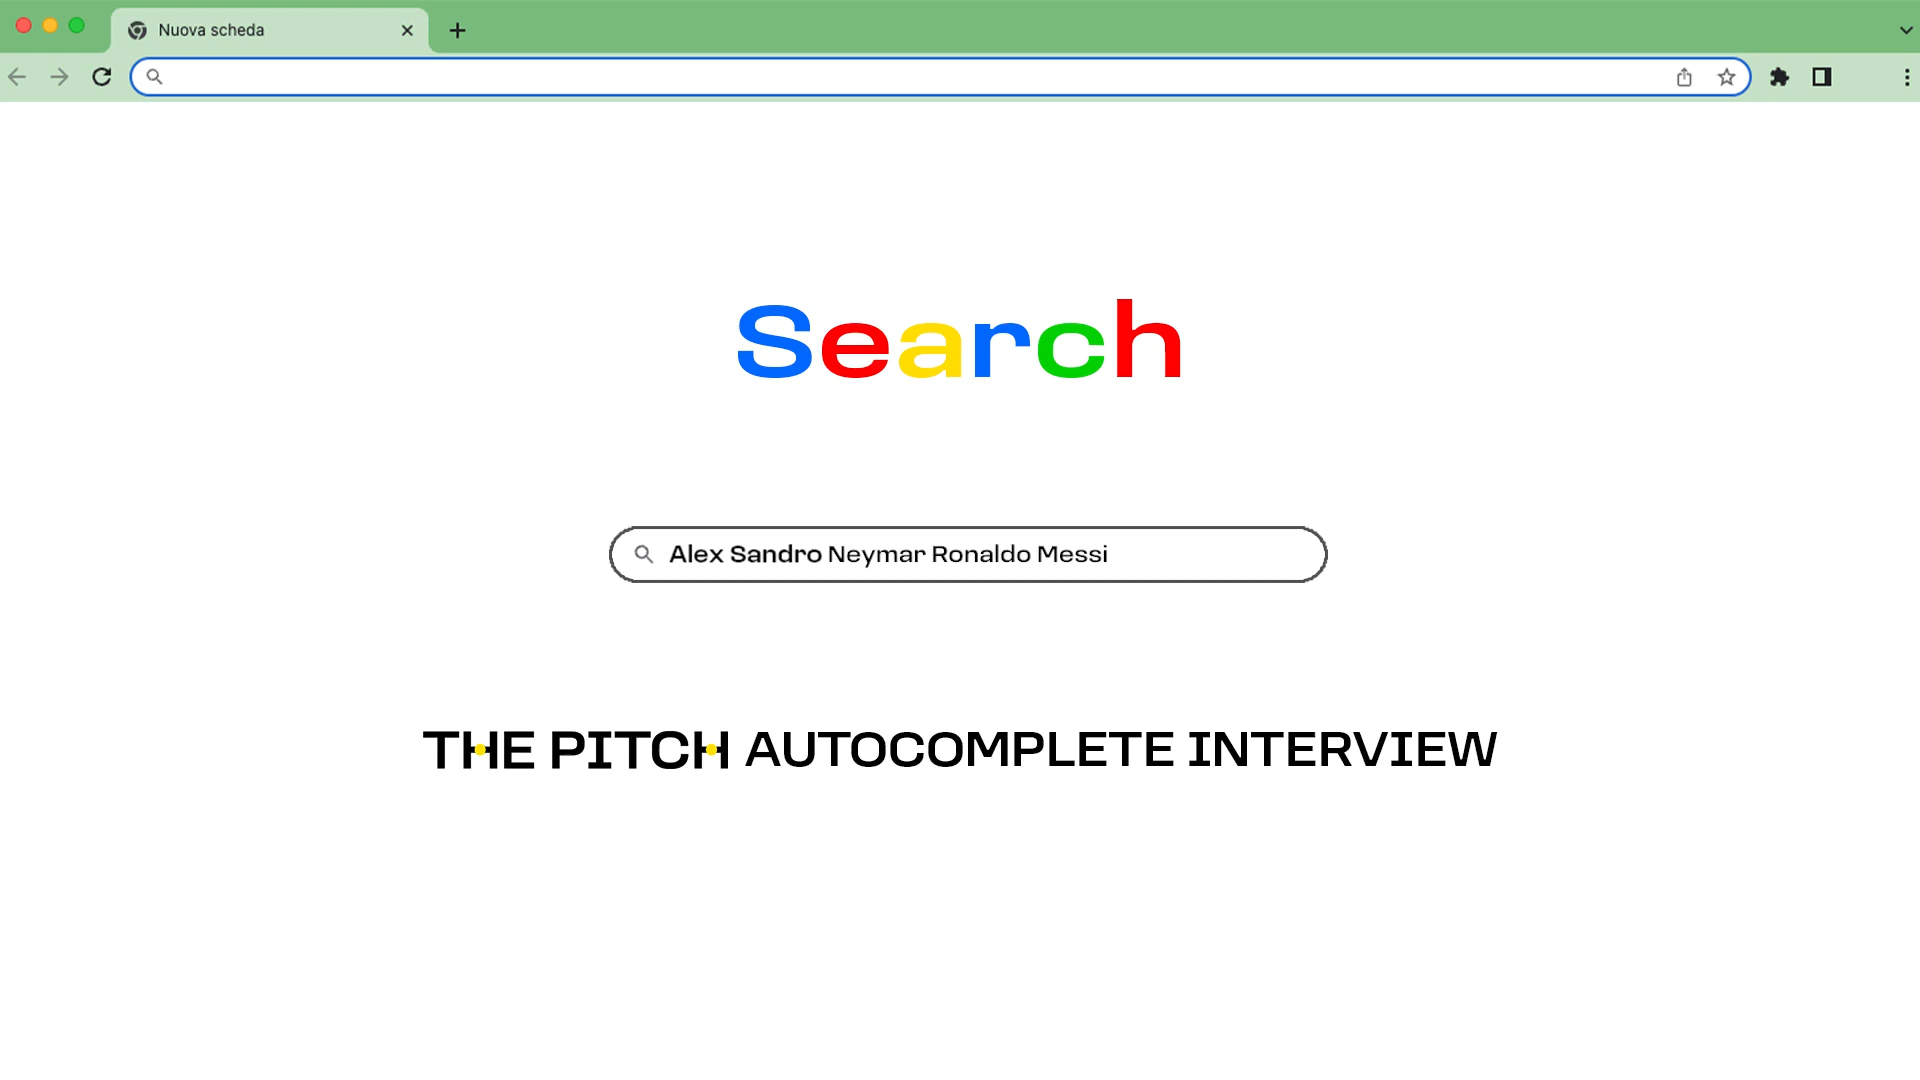 Nuova scheda
Search
Alex Sandro Neymar Ronaldo Messi
THE PITCH AUTOCOMPLETE INTERVIEW